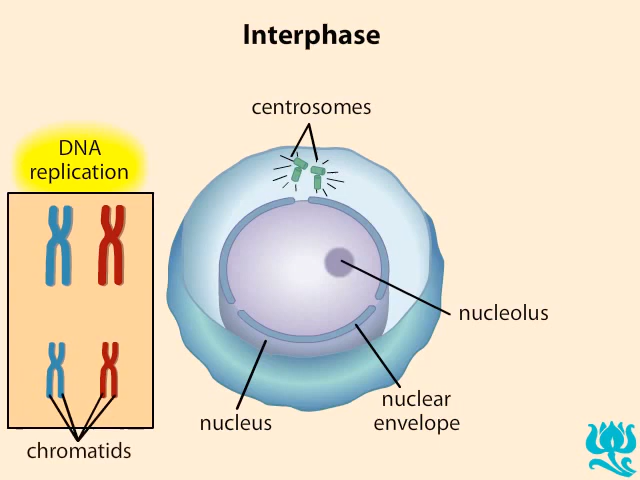 Interphase
centrosomes
DNA
replication
nucleolus
nuclear
envelope
nucleus
chromatids